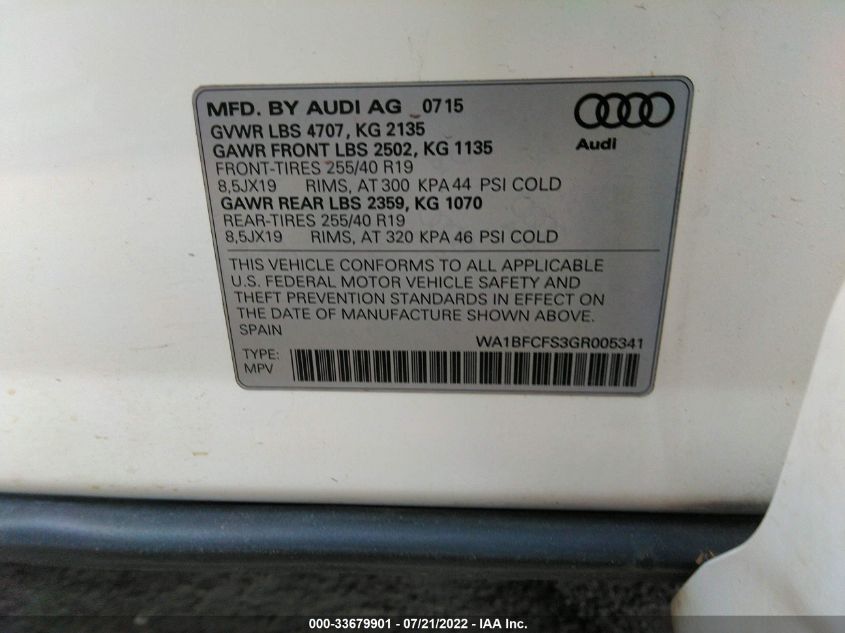 MFD. BY AUDI AG 0715
GVWR LBS 4707, KG 2135
GAWR FRONT LBS 2502, KG 1135
FRONT-TIRES 255/40 R19
8,5JX19 RIMS, AT 300 KPA 44 PSI COLD
GAWR REAR LBS 2359, KG 1070
REAR-TIRES 255/40 R19
8,5JX19 RIMS, AT 320 KPA 46 PSI COLD
Audi
THIS VEHICLE CONFORMS TO ALL APPLICABLE
U.S. FEDERAL MOTOR VEHICLE SAFETY AND
THEFT PREVENTION STANDARDS IN EFFECT ON
THE DATE OF MANUFACTURE SHOWN ABOVE.
SPAIN
WA1BFCFS3GR005341
TYPE:
MPV
000-33679901 - 07/21/2022 - IAA Inc.